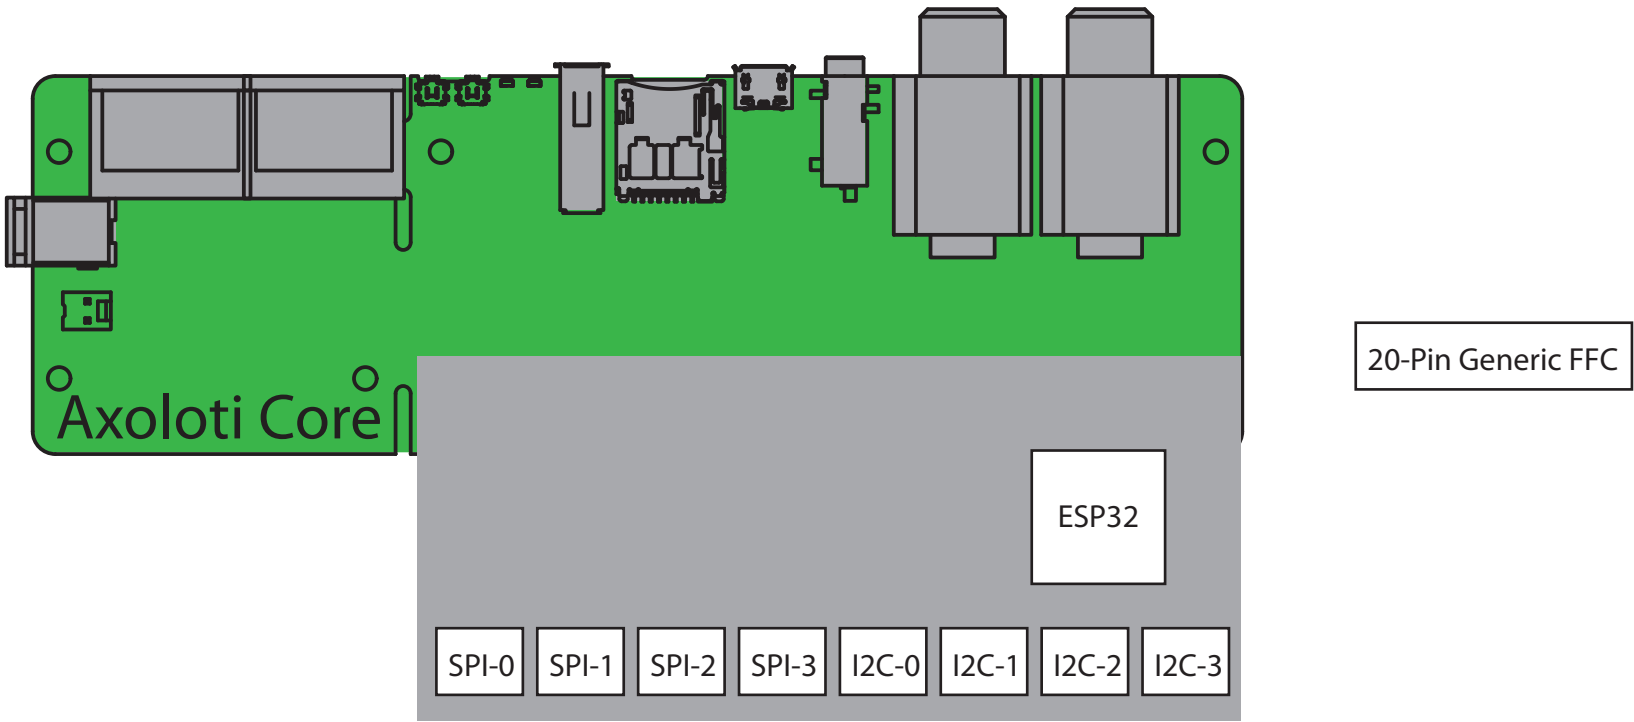 20-Pin Generic FFC
Axoloti Core
ESP32
SPI-0 SPI-1 SPI-2 SPI-3 I2C-0 I2C-1 I2C-2 I2C-3